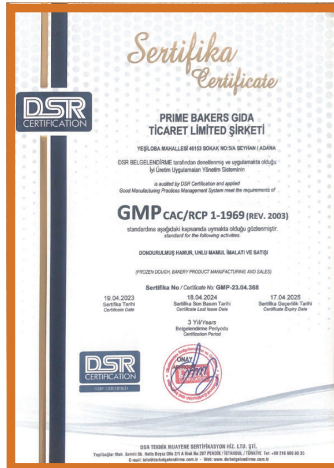 Sertifika
Certificate
DSR
CERTIFICATION
PRIME BAKERS GIDA
TİCARET LİMİTED ŞİRKETİ
YEŞİLOBA MAHALLESİ 46153 SOKAK NO:5/A SEYHAN / ADANA
DSR BELGELENDİRME tarafından denetlenmiş ve uygulamakta olduğu
İyi Üretim Uygulamaları Yönetim Sisteminin
is audited by DSR Certification and applied
Good Manufacturing Practices Management System meet the requirements of
GMP CAC/RCP 1-1969 (REV. 2003)
standardına aşağıdaki kapsamda uymakta olduğu gözlenmiştir.
standard for the following activities.
DONDURULMUŞ HAMUR, UNLU MAMUL İMALATI VE SATIŞI
(FROZEN DOUGH, BAKERY PRODUCT MANUFACTURING AND SALES)
Sertifika No / Certificate No: GMP-23.04.368
19.04.2023 18.04.2024 17.04.2025
Sertifika Tarihi Sertifika Son Basım Tarihi Sertifika Geçerlilik Tarihi
Certificate Date Certificate Last Issue Date Certificate Expiry Date
3 Yıl/Years
Belgelendirme Periyodu
Certification Period
DSR
CERTIFICATION
ONAY
DSR TEKNİK MUAYENE SERTİFİKASYON HİZ. LTD. ŞTİ.